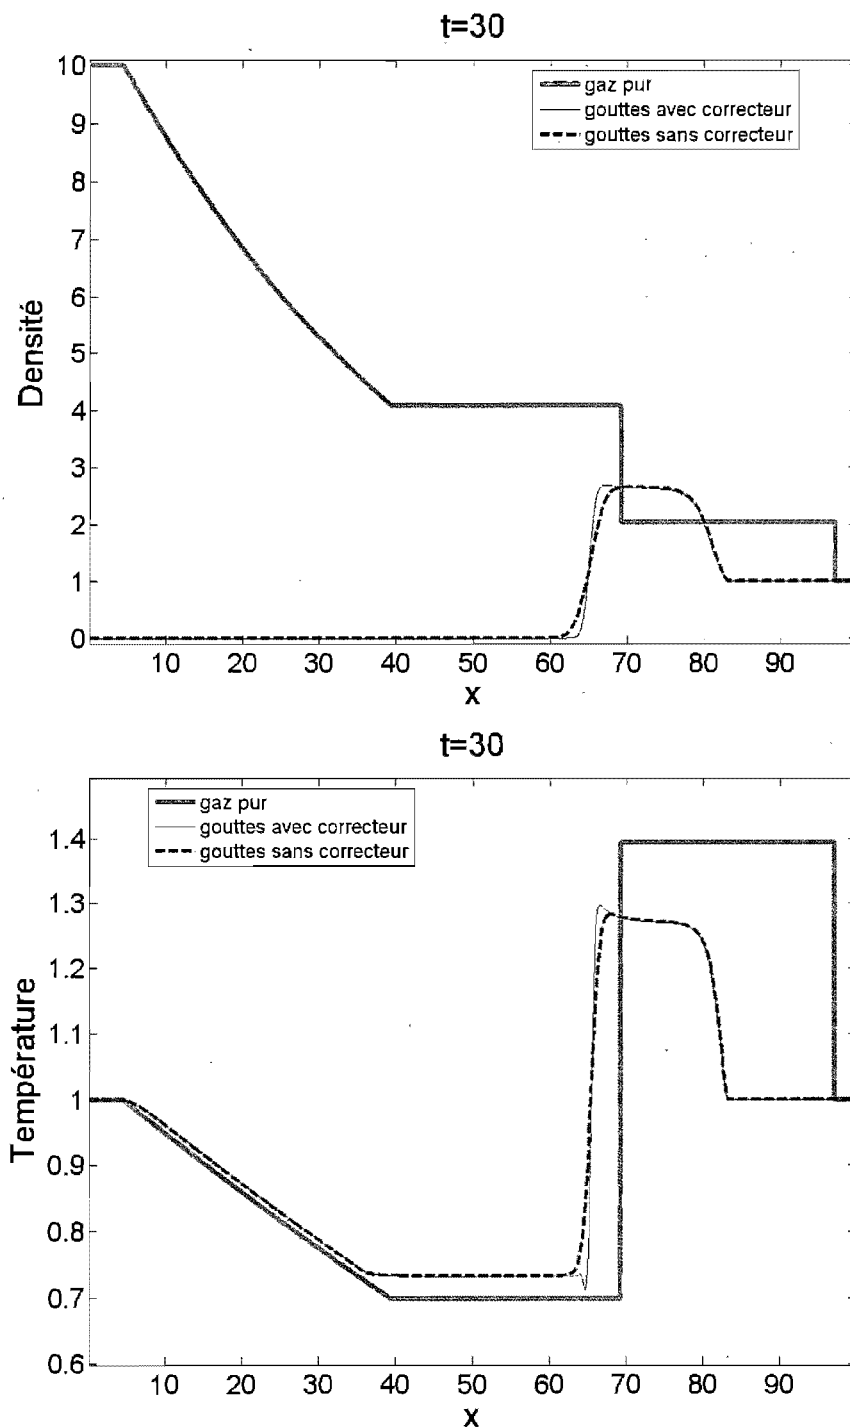 t=30
10
9
8
7
6
5
4
3
2
1
0
Densité
gaz pur
gouttes avec correcteur
gouttes sans correcteur
10 20 30 40 50 60 70 80 90
x
t=30
1.4
1.3
1.2
1.1
1
0.9
0.8
0.7
0.6
Température
gaz pur
gouttes avec correcteur
gouttes sans correcteur
10 20 30 40 50 60 70 80 90
x